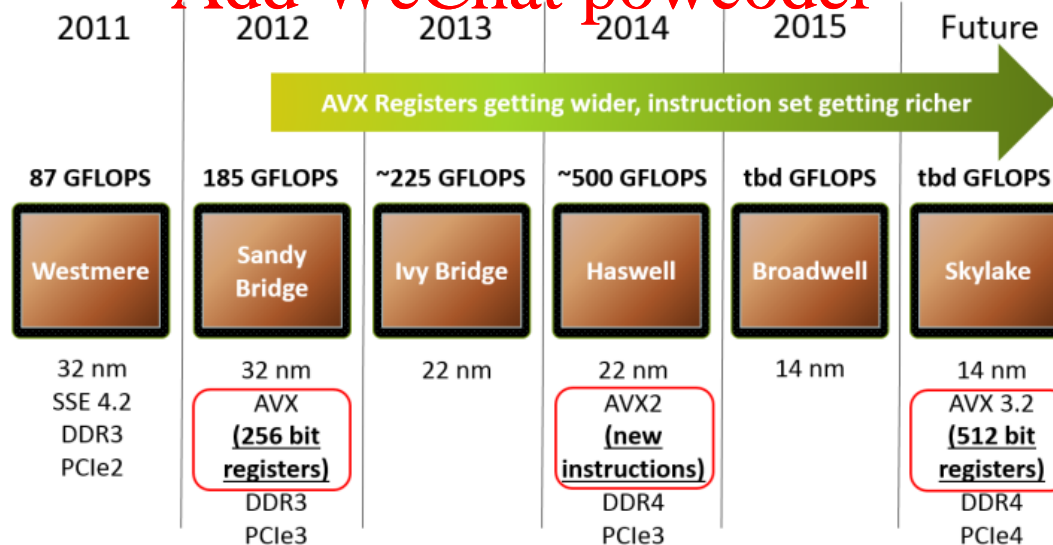 Add WeChat powcoder
2011 2012 2013 2014 2015 Future
AVX Registers getting wider, instruction set getting richer
87 GFLOPS 185 GFLOPS ~225 GFLOPS ~500 GFLOPS tbd GFLOPS tbd GFLOPS
Westmere
Sandy
Bridge
Ivy Bridge
Haswell
Broadwell
Skylake
32 nm
SSE 4.2
DDR3
PCIe2
32 nm
AVX
(256 bit
registers)
DDR3
PCIe3
22 nm
22 nm
AVX2
(new
instructions)
DDR4
PCIe3
14 nm
14 nm
AVX 3.2
(512 bit
registers)
DDR4
PCIe4